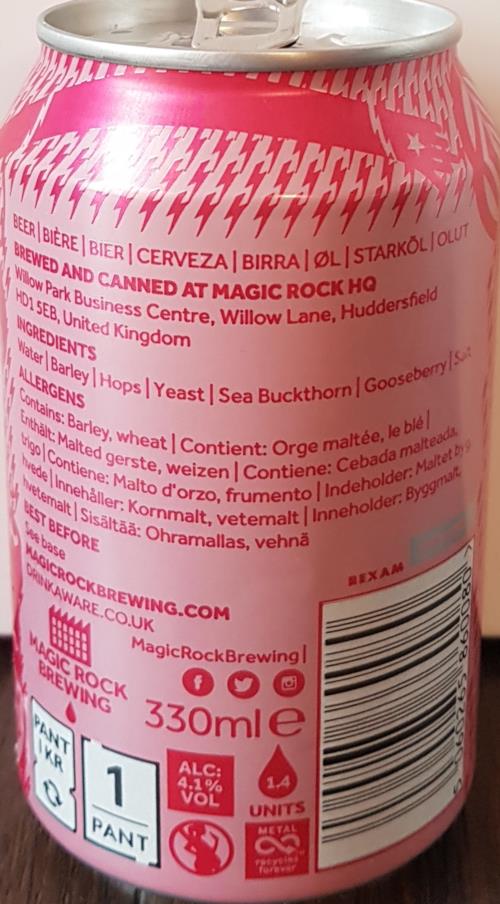 BEER | BIÈRE | BIER | CERVEZA | BIRRA | ØL | STARKÖL | OLUT
BREWED AND CANNED AT MAGIC ROCK HQ
Willow Park Business Centre, Willow Lane, Huddersfield
HD1 5EB, United Kingdom
INGREDIENTS
Water | Barley | Hops | Yeast | Sea Buckthorn | Gooseberry |
ALLERGENS
Contains: Barley, wheat | Contient: Orge maltée, le blé |
Enthält: Malted gerste, weizen | Contiene: Cebada malteada,
trigo | Contiene: Malto d'orzo, frumento | Indeholder: Maltet
hvede | Innehåller: Kornmalt, vetemalt | Inneholder: Byggmalt,
hvetemalt | Sisältää: Ohramallas, vehnä
BEST BEFORE
See base
MAGICROCKBREWING.COM
DRINKAWARE.CO.UK
REXAM
MAGIC ROCK
BREWING
MagicRockBrewing |
330ml e
PANT
1 KR
1
PANT
ALC:
4.1%
VOL
1.4
UNITS
METAL
recycles
forever